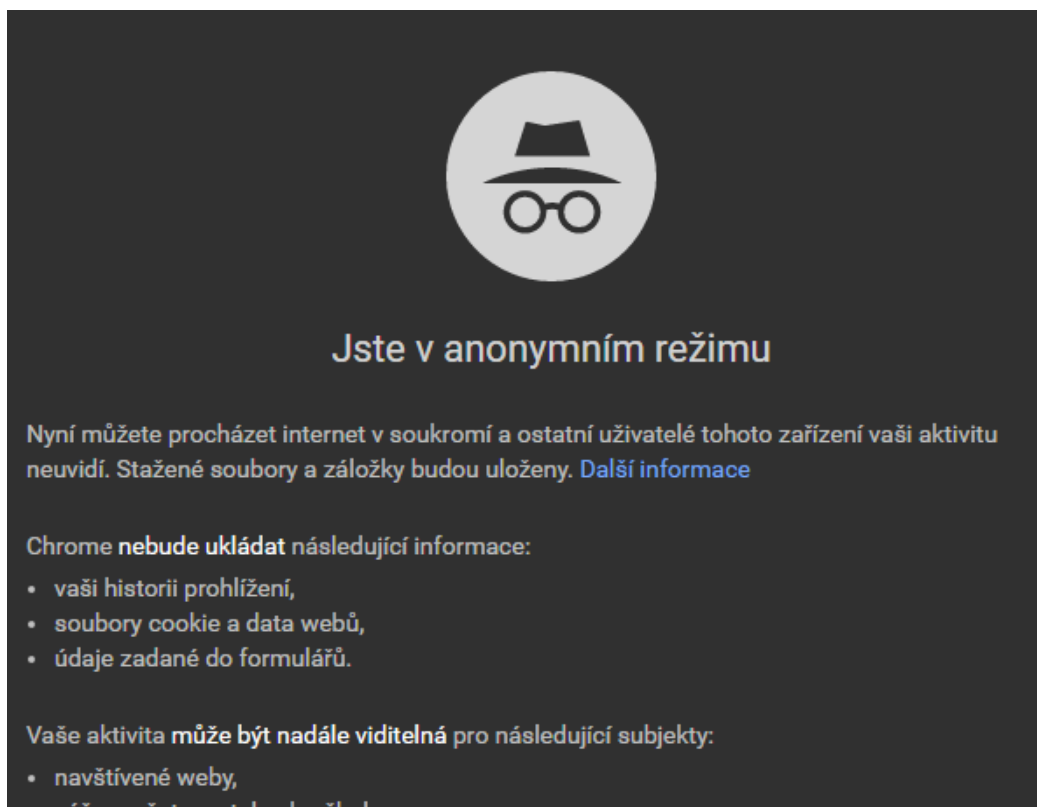 Jste v anonymním režimu
Nyní můžete procházet internet v soukromí a ostatní uživatelé tohoto zařízení vaši aktivitu
neuvidí. Stažené soubory a záložky budou uloženy. Další informace
Chrome nebude ukládat následující informace:
• vaši historii prohlížení,
• soubory cookie a data webů,
• údaje zadané do formulářů.
Vaše aktivita může být nadále viditelná pro následující subjekty:
• navštívené weby,